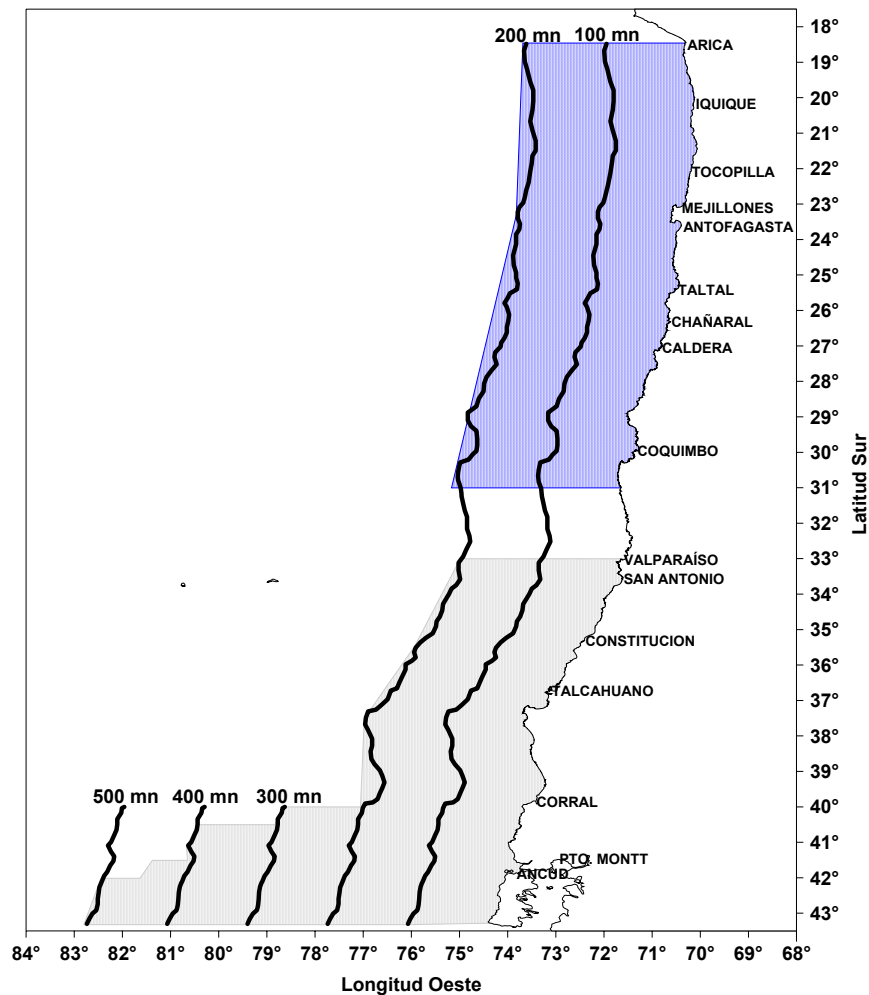 200 mn 100 mn
18°
ARICA
19°
IQUIQUE 20°
21°
TOCOPILLA 22°
MEJILLONES 23°
ANTOFAGASTA
24°
25°
TALTAL
CHAÑARAL 26°
CALDERA 27°
28°
29°
COQUIMBO 30°
31°
32°
VALPARAÍSO 33°
SAN ANTONIO
34°
CONSTITUCION 35°
36°
TALCAHUANO
37°
38°
39°
500 mn 400 mn 300 mn
CORRAL 40°
41°
PTO. MONTT
ANCUD 42°
43°
Latitud Sur
84° 83° 82° 81° 79° 78° 77° 76° 75° 74° 72° 71° 70° 69° 68°
Longitud Oeste